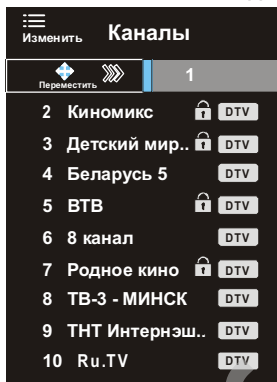 Изменить Каналы
Переместить 1
2 Киномикс DTV
3 Детский мир.. DTV
4 Беларусь 5 DTV
5 ВТВ DTV
6 8 канал DTV
7 Родное кино DTV
8 ТВ-3 - МИНСК DTV
9 ТНТ Интернэш.. DTV
10 Ru.TV DTV